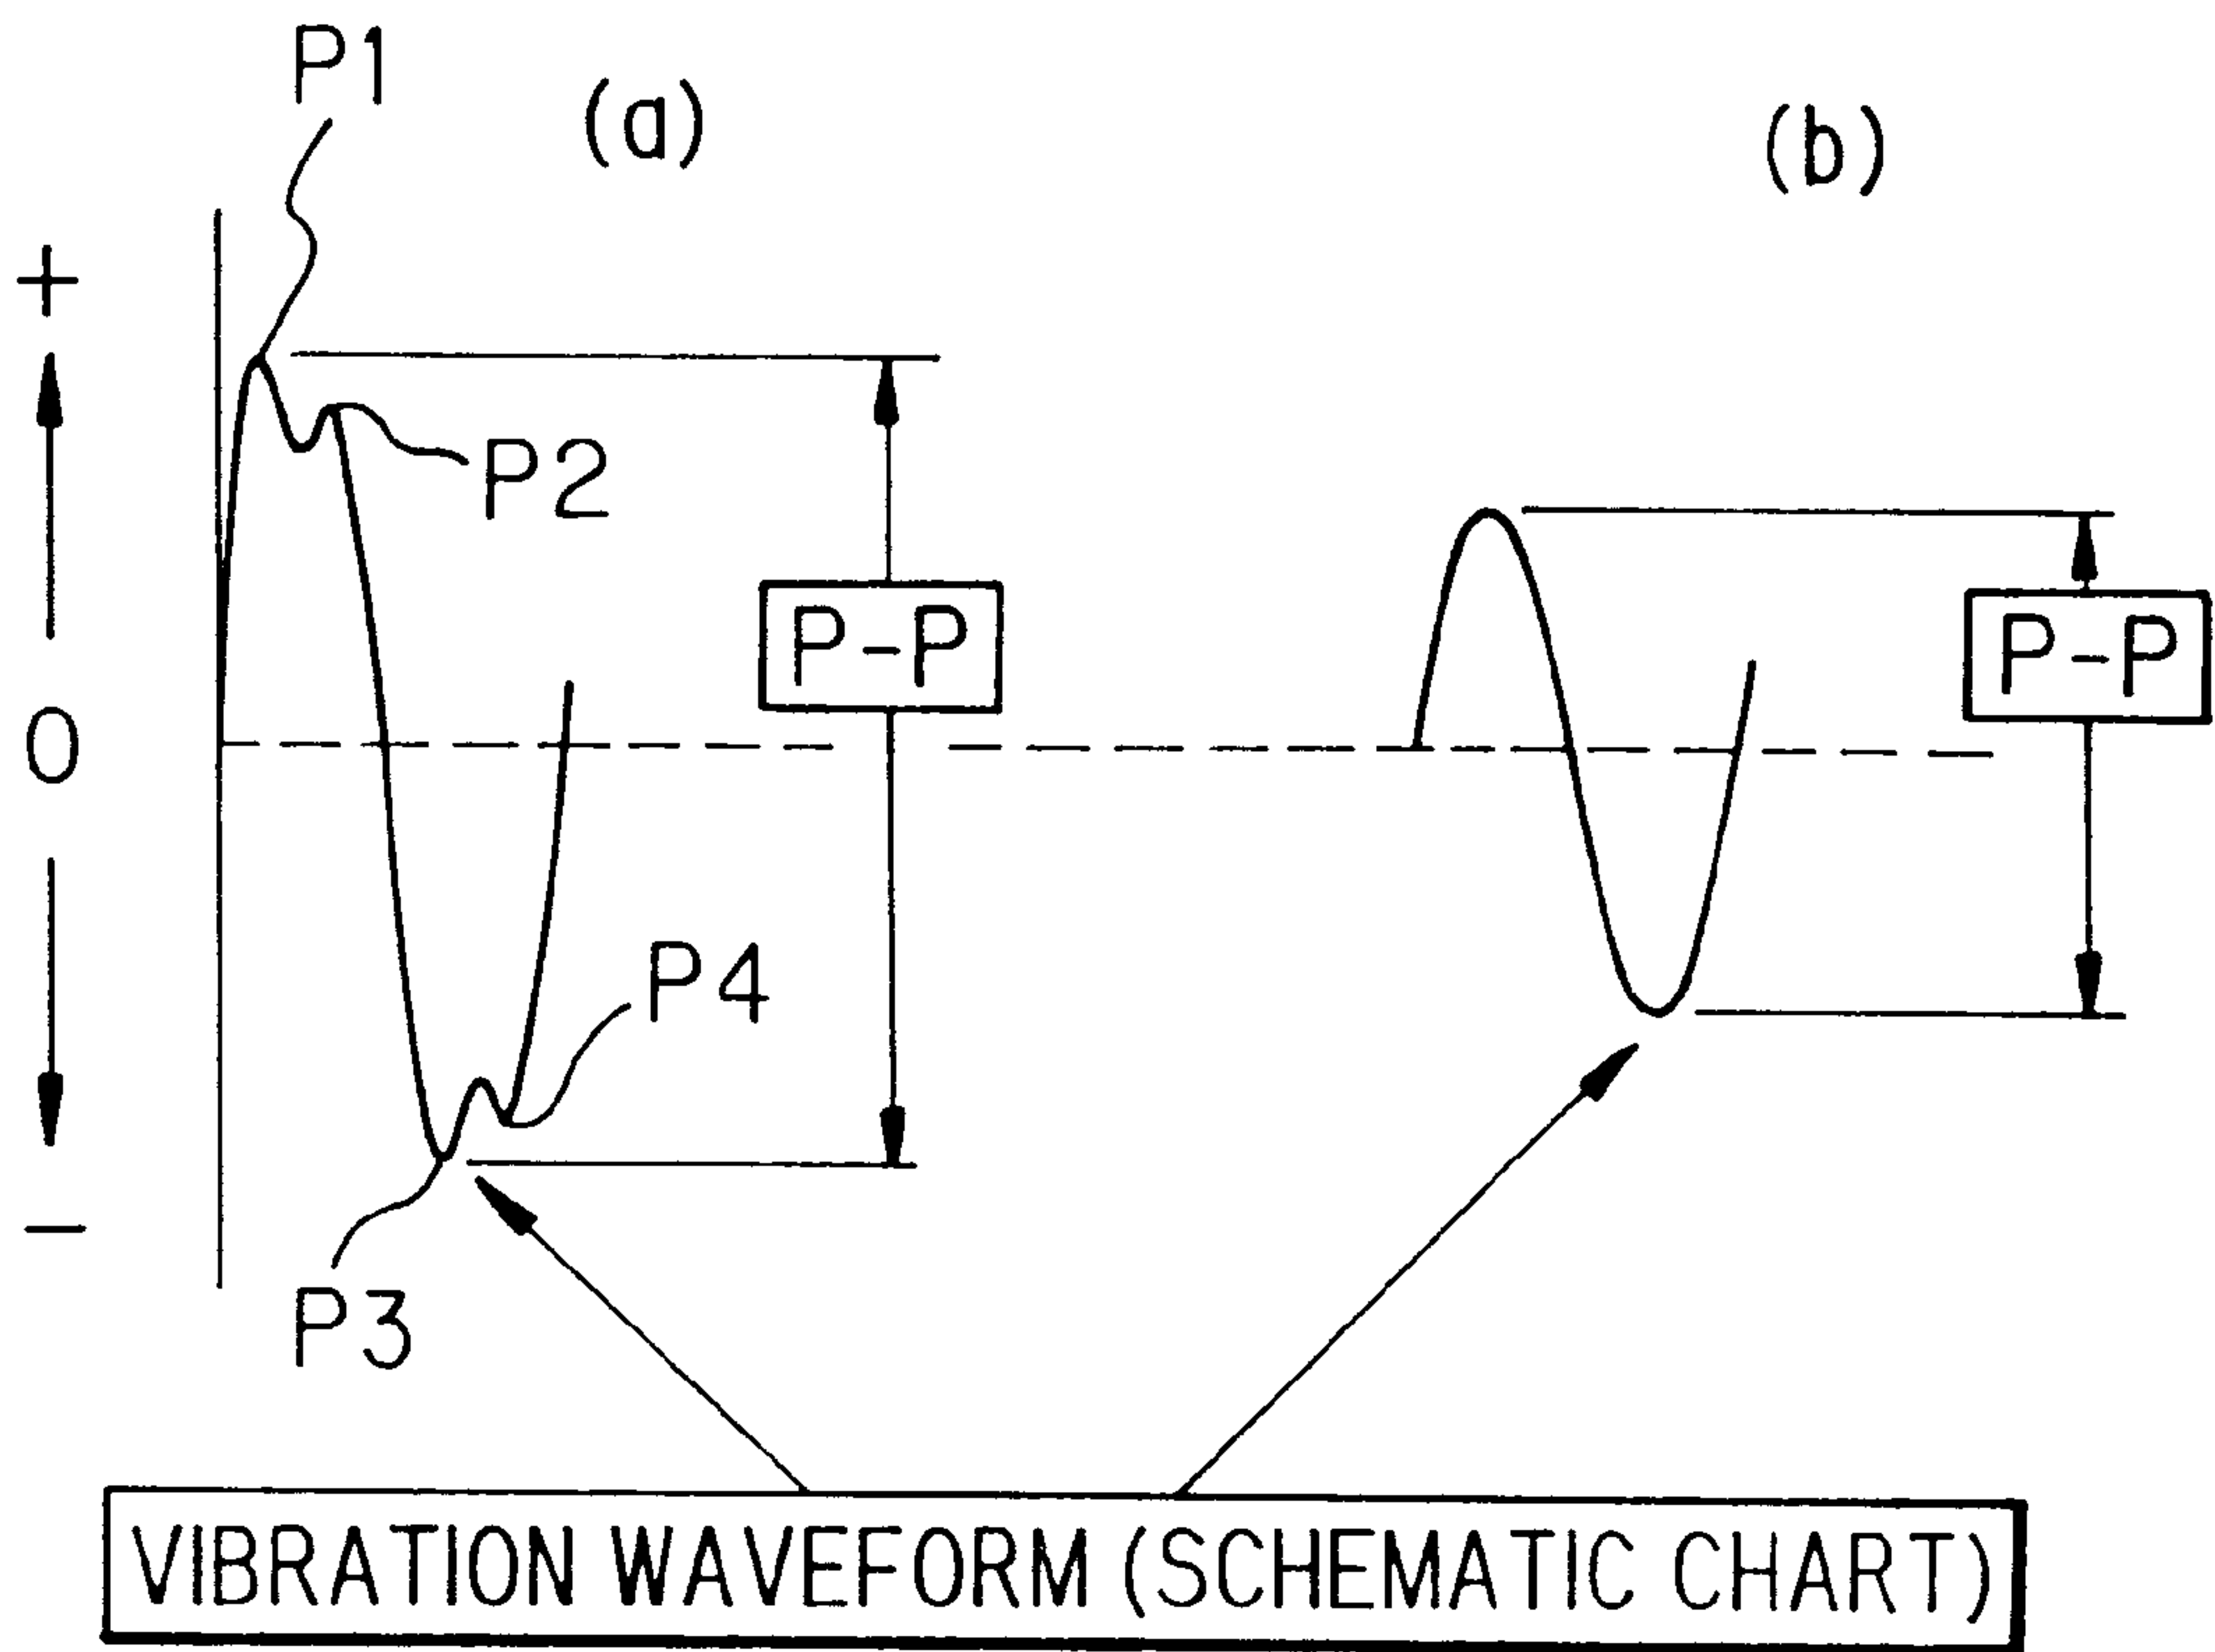 P1
(a)
(b)
+
P2
P-P
P-P
0
P4
-
P3
VIBRATION WAVEFORM (SCHEMATIC CHART)